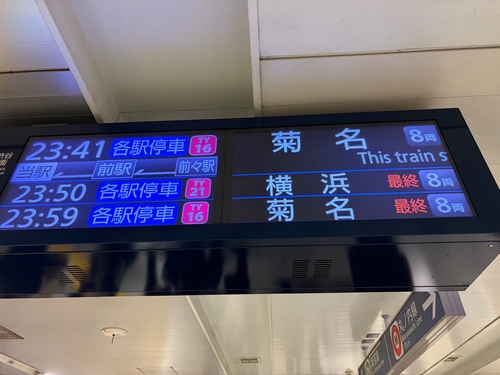 23:41 各駅停車 TY 16 菊名 8両
This train s
当駅 前駅 前々駅
23:50 各駅停車 TY 21 横浜 最終 8両
23:59 各駅停車 TY 16 菊名 最終 8両